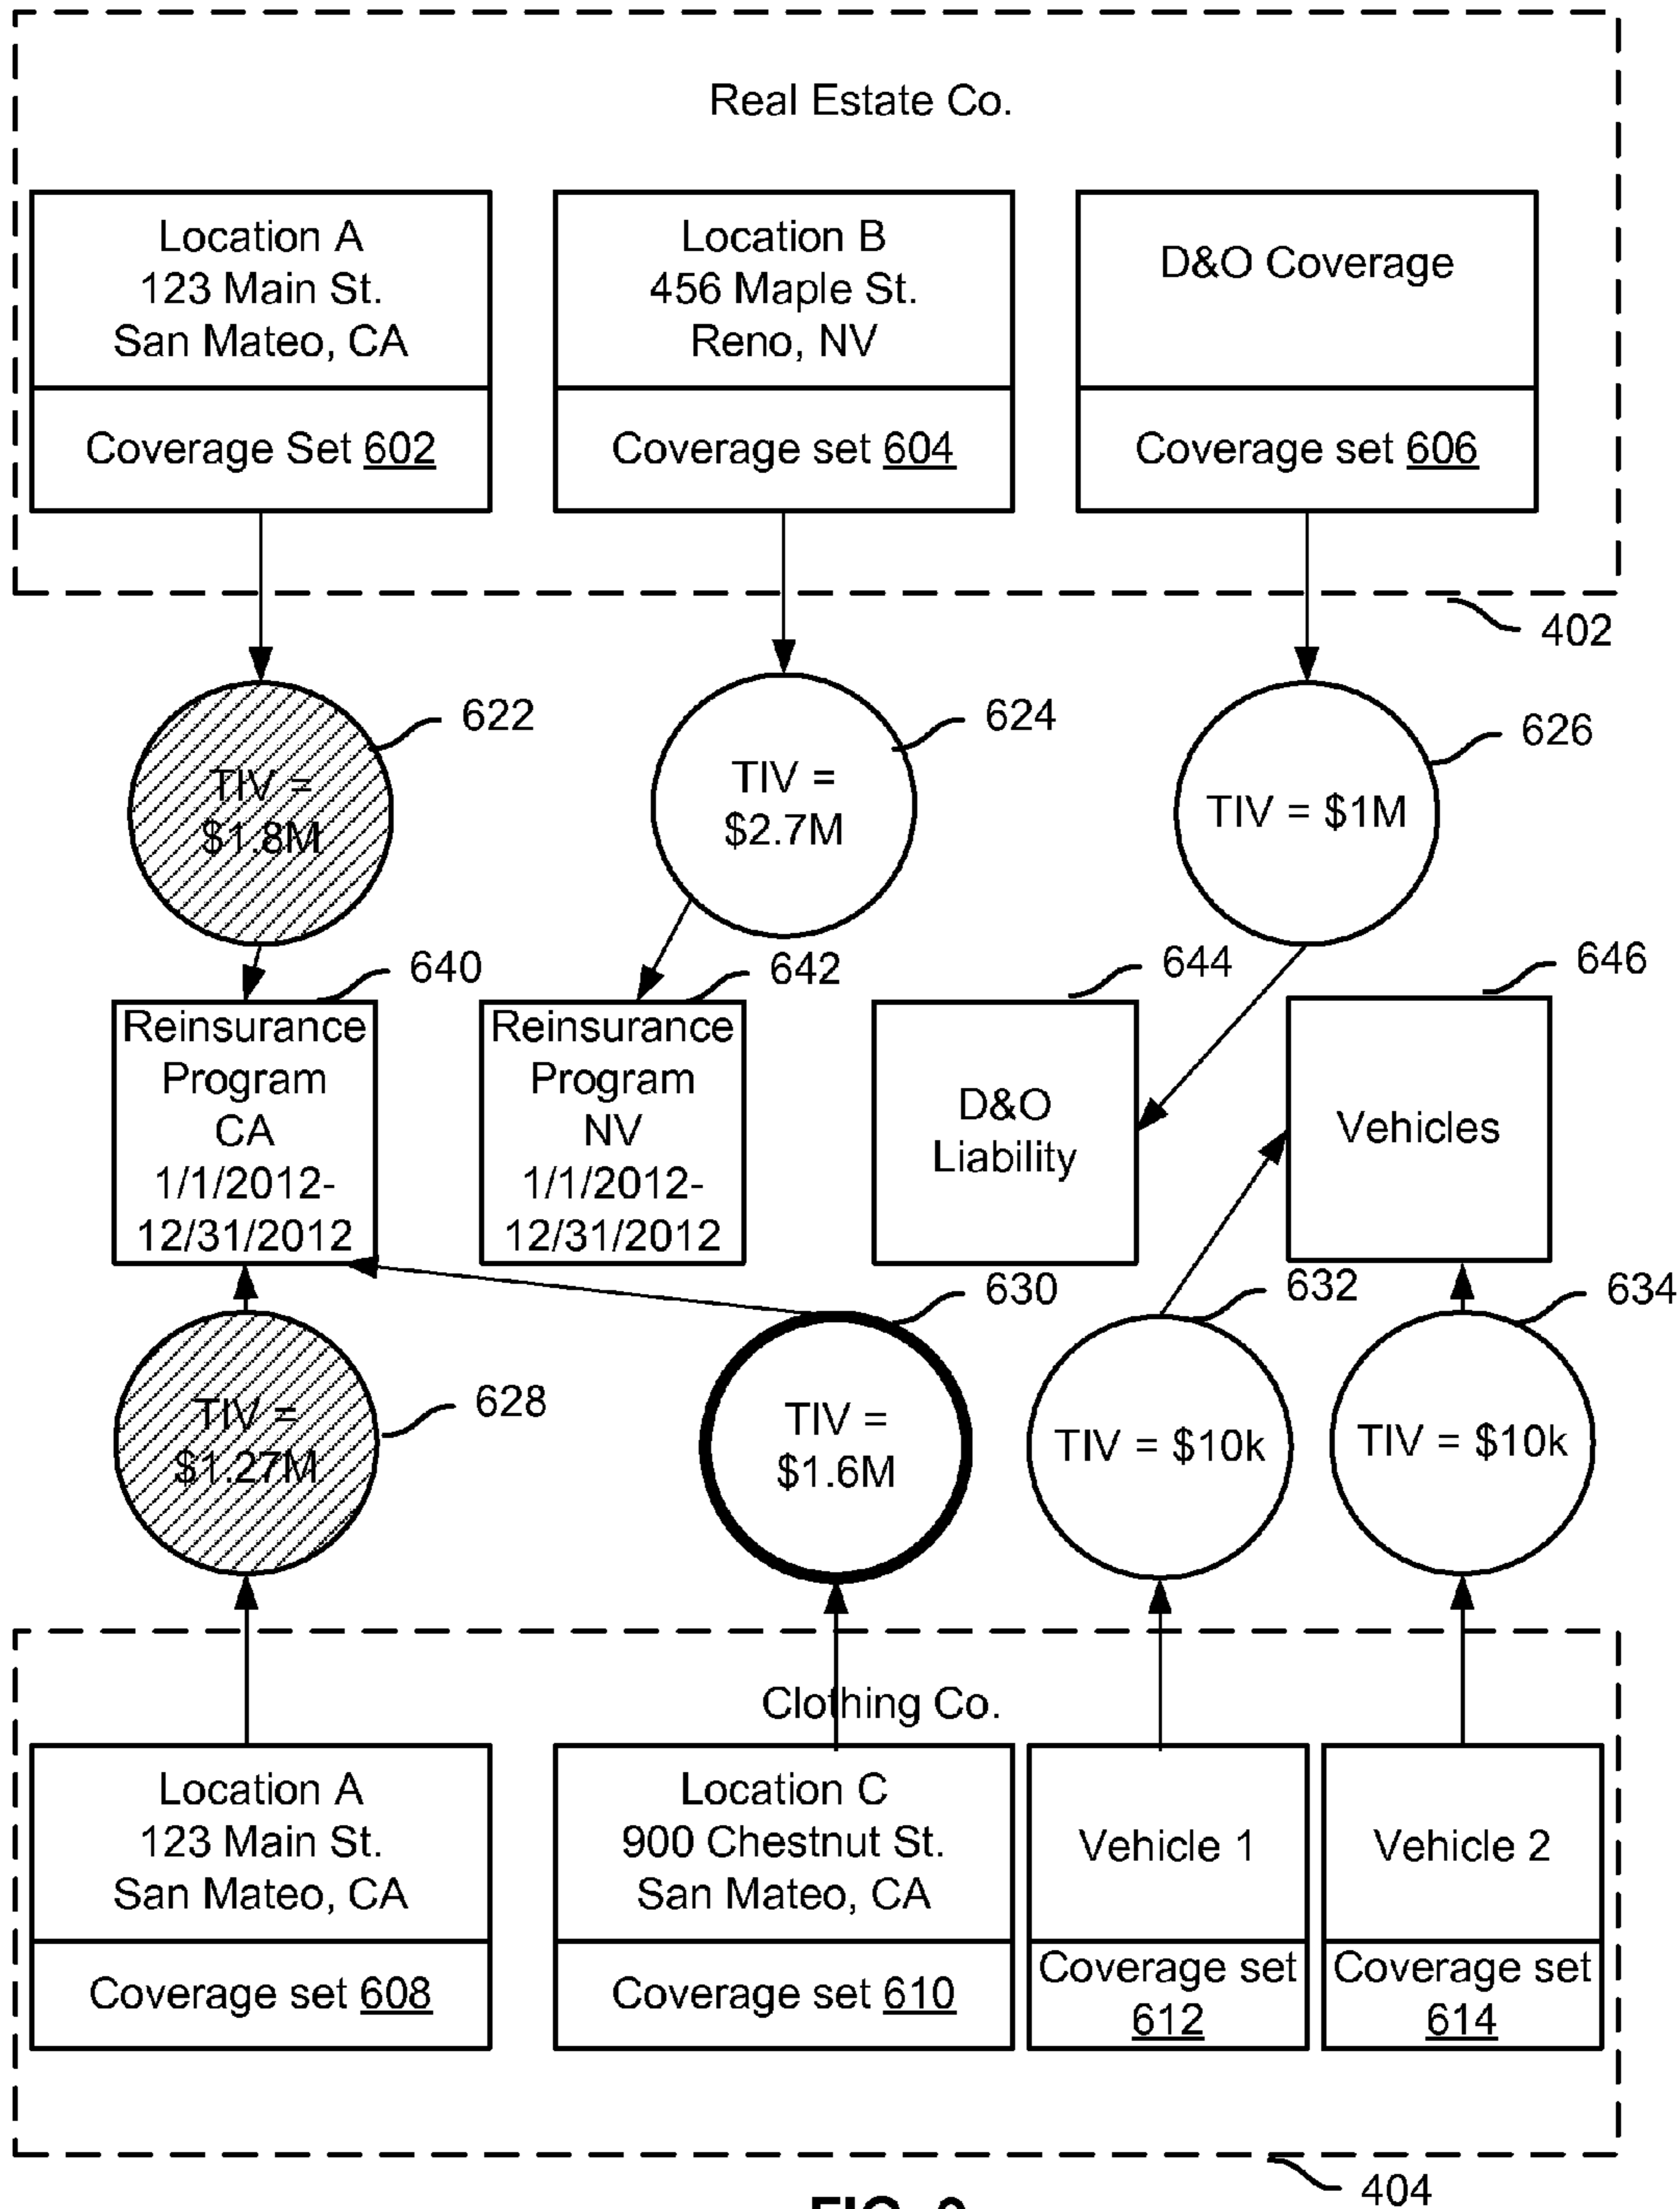 Real Estate Co.
Location A
123 Main St.
San Mateo, CA
Coverage Set 602
Location B
456 Maple St.
Reno, NV
Coverage set 604
D&O Coverage
Coverage set 606
402
TIV =
$1.8M
622
TIV =
$2.7M
624
TIV = $1M
626
Reinsurance
Program
CA
1/1/2012-
12/31/2012
640
Reinsurance
Program
NV
1/1/2012-
12/31/2012
642
D&O
Liability
644
Vehicles
646
TIV =
$1.27M
628
TIV =
$1.6M
630
TIV = $10k
632
TIV = $10k
634
Clothing Co.
Location A
123 Main St.
San Mateo, CA
Coverage set 608
Location C
900 Chestnut St.
San Mateo, CA
Coverage set 610
Vehicle 1
Coverage set
612
Vehicle 2
Coverage set
614
404
FIG.